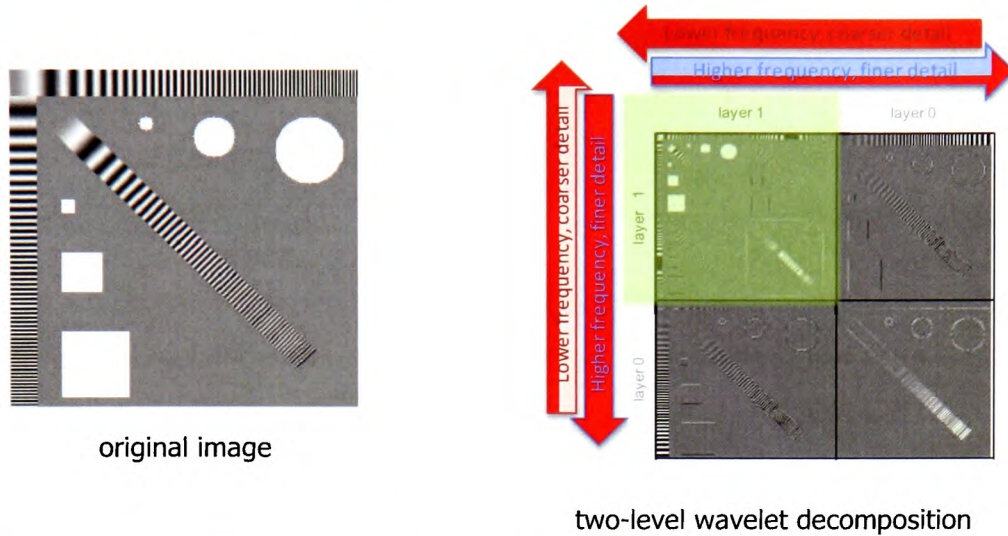 Lower frequency, coarser detail
Higher frequency, finer detail
layer 1
layer 0
Lower frequency, coarser detail
Higher frequency, finer detail
layer 1
layer 0
original image
two-level wavelet decomposition